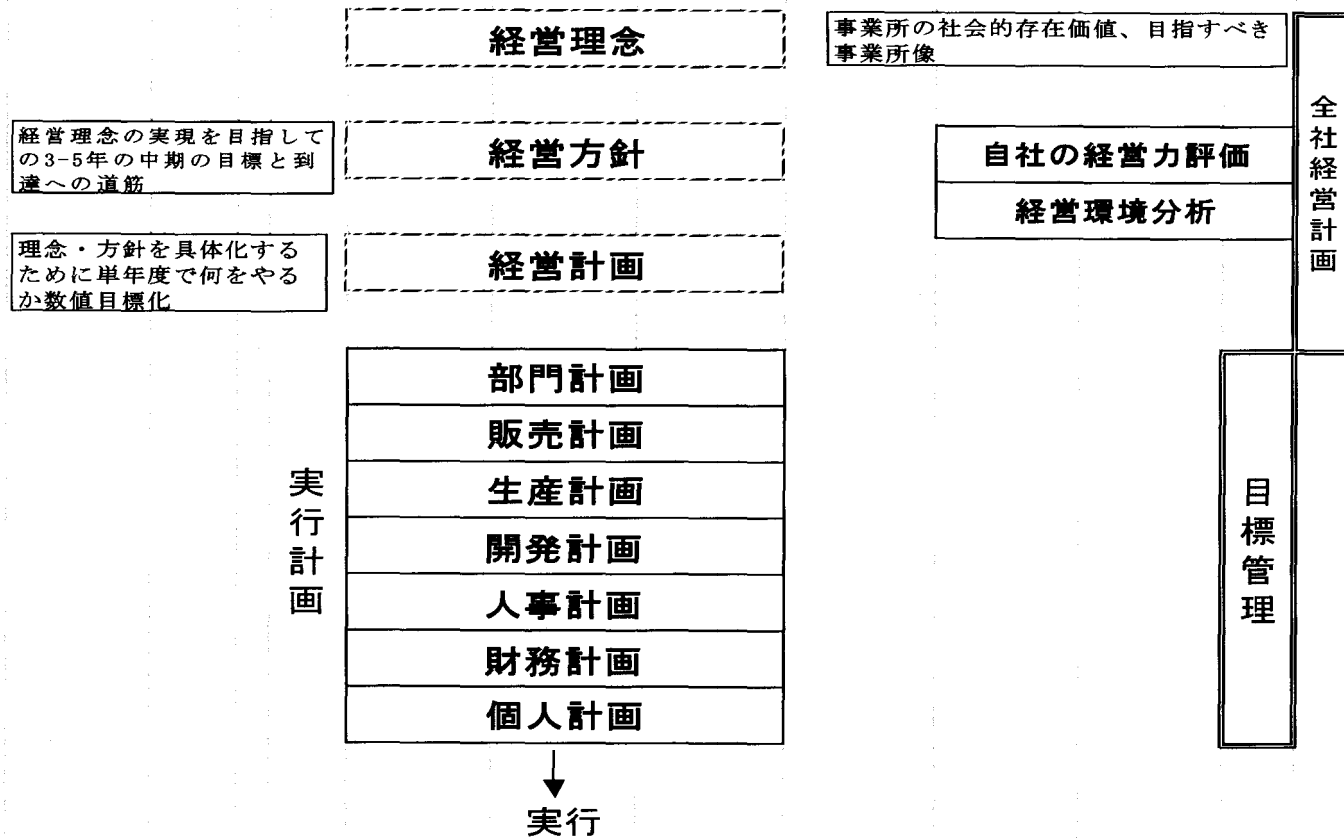 経営理念
事業所の社会的存在価値、目指すべき
事業所像
経営理念の実現を目指して
の3-5年の中期の目標と到
達への道筋
経営方針
自社の経営力評価
経営環境分析
全社経営計画
理念・方針を具体化する
ために単年度で何をやる
か数値目標化
経営計画
実行計画
部門計画
販売計画
生産計画
開発計画
人事計画
財務計画
個人計画
目標管理
実行